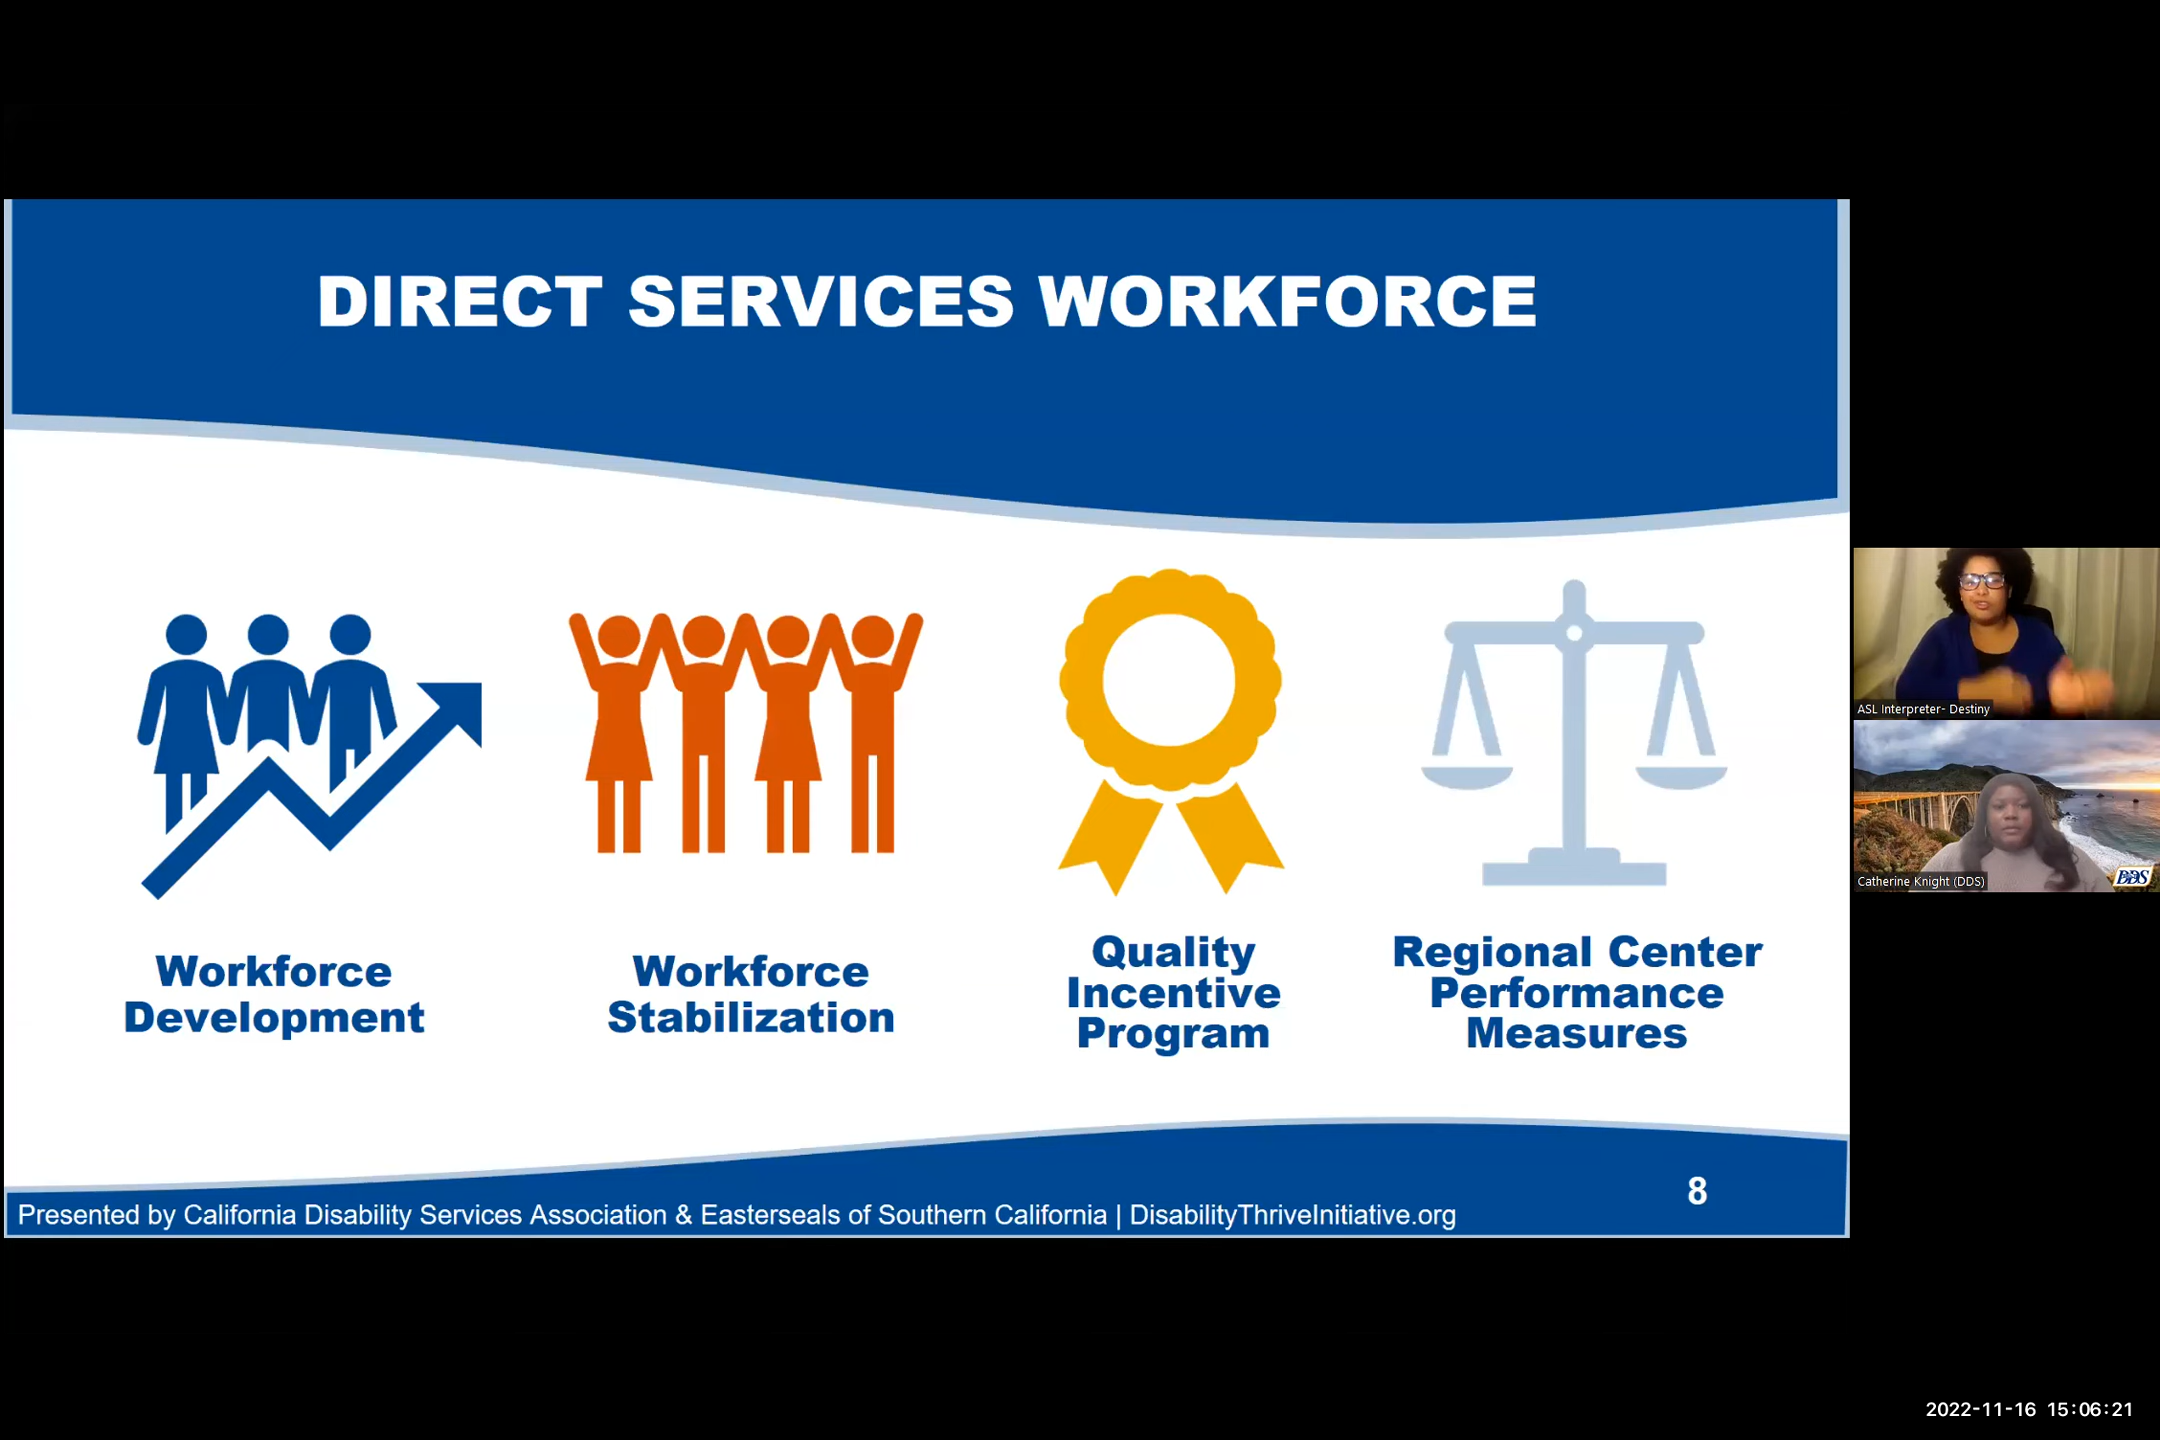 DIRECT SERVICES WORKFORCE
Workforce
Development
Workforce
Stabilization
Quality
Incentive
Program
Regional Center
Performance
Measures
8
Presented by California Disability Services Association & Easterseals of Southern California | DisabilityThriveInitiative.org
ASL Interpreter- Destiny
Catherine Knight (DDS)
DDS
2022-11-16 15:06:21